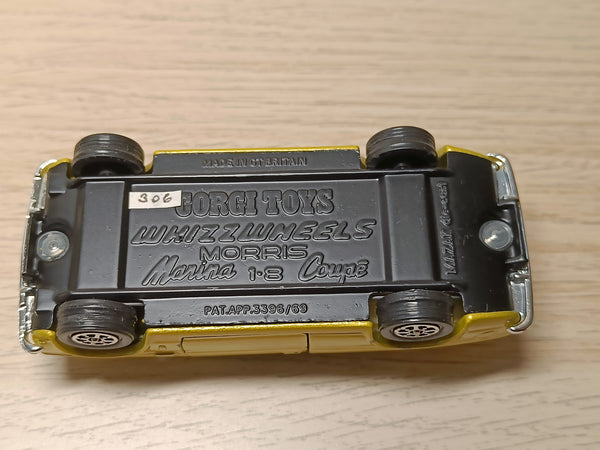 MADE IN GT BRITAIN
306
CORGI TOYS
WHIZZWHEELS
MORRIS
Marina 1·8 Coupé
PAT.APP.3396/69